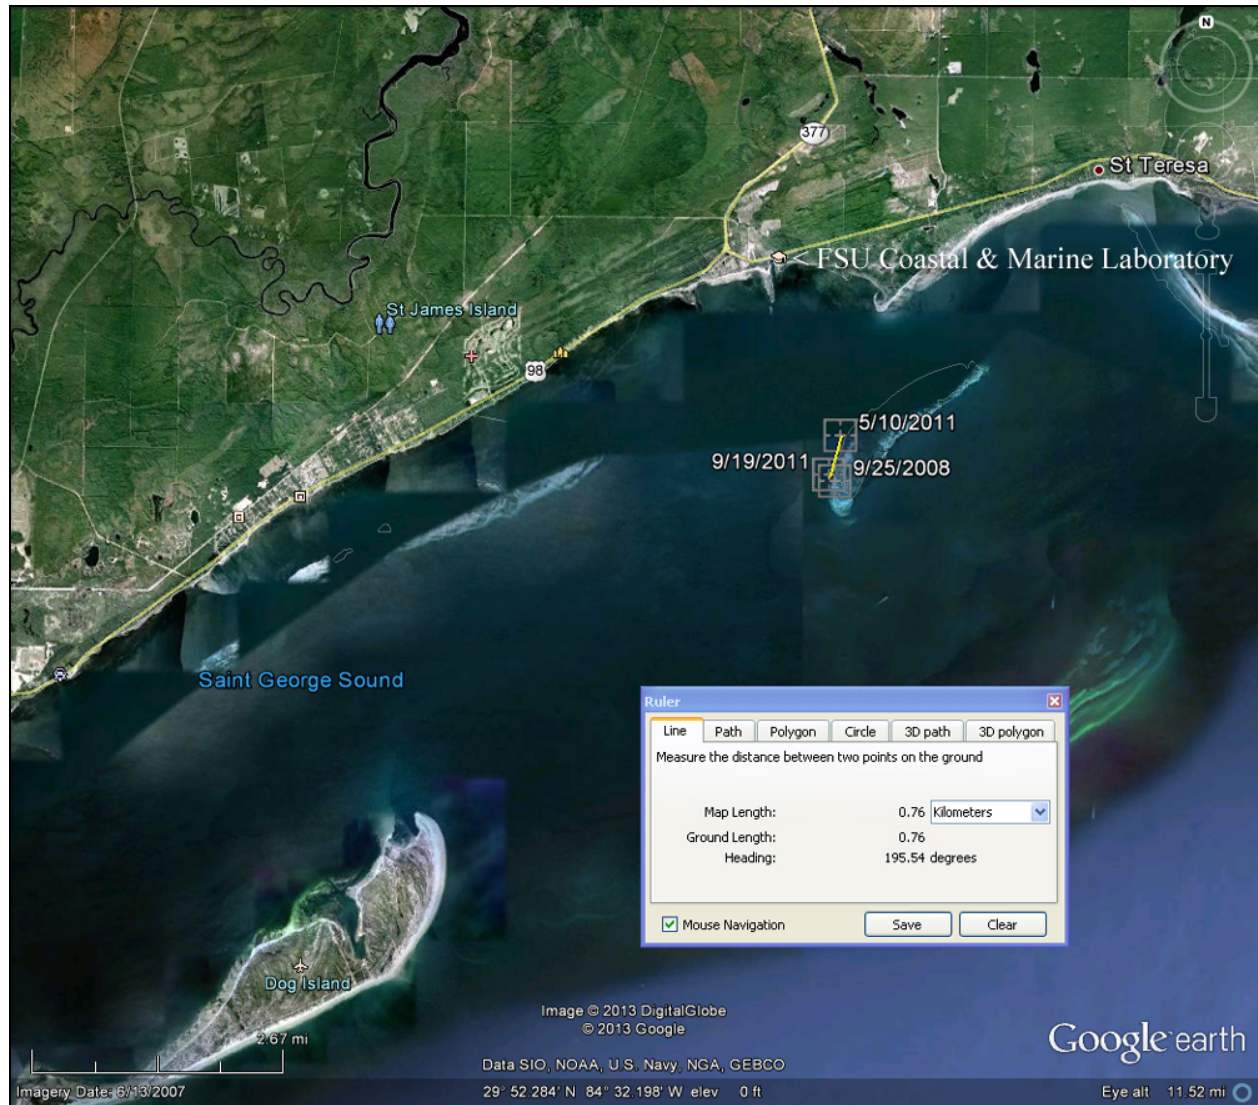 N
377
St Teresa
< FSU Coastal & Marine Laboratory
St James Island
98
5/10/2011
9/19/2011
9/25/2008
Saint George Sound
Ruler
Line Path Polygon Circle 3D path 3D polygon
Measure the distance between two points on the ground
Map Length: 0.76 Kilometers
Ground Length: 0.76
Heading: 195.54 degrees
Mouse Navigation Save Clear
Dog Island
Image © 2013 DigitalGlobe
© 2013 Google
2.67 mi
Google earth
Data SIO, NOAA, U.S. Navy, NGA, GEBCO
Imagery Date: 6/13/2007 29° 52.284' N 84° 32.198' W elev 0 ft Eye alt 11.52 mi